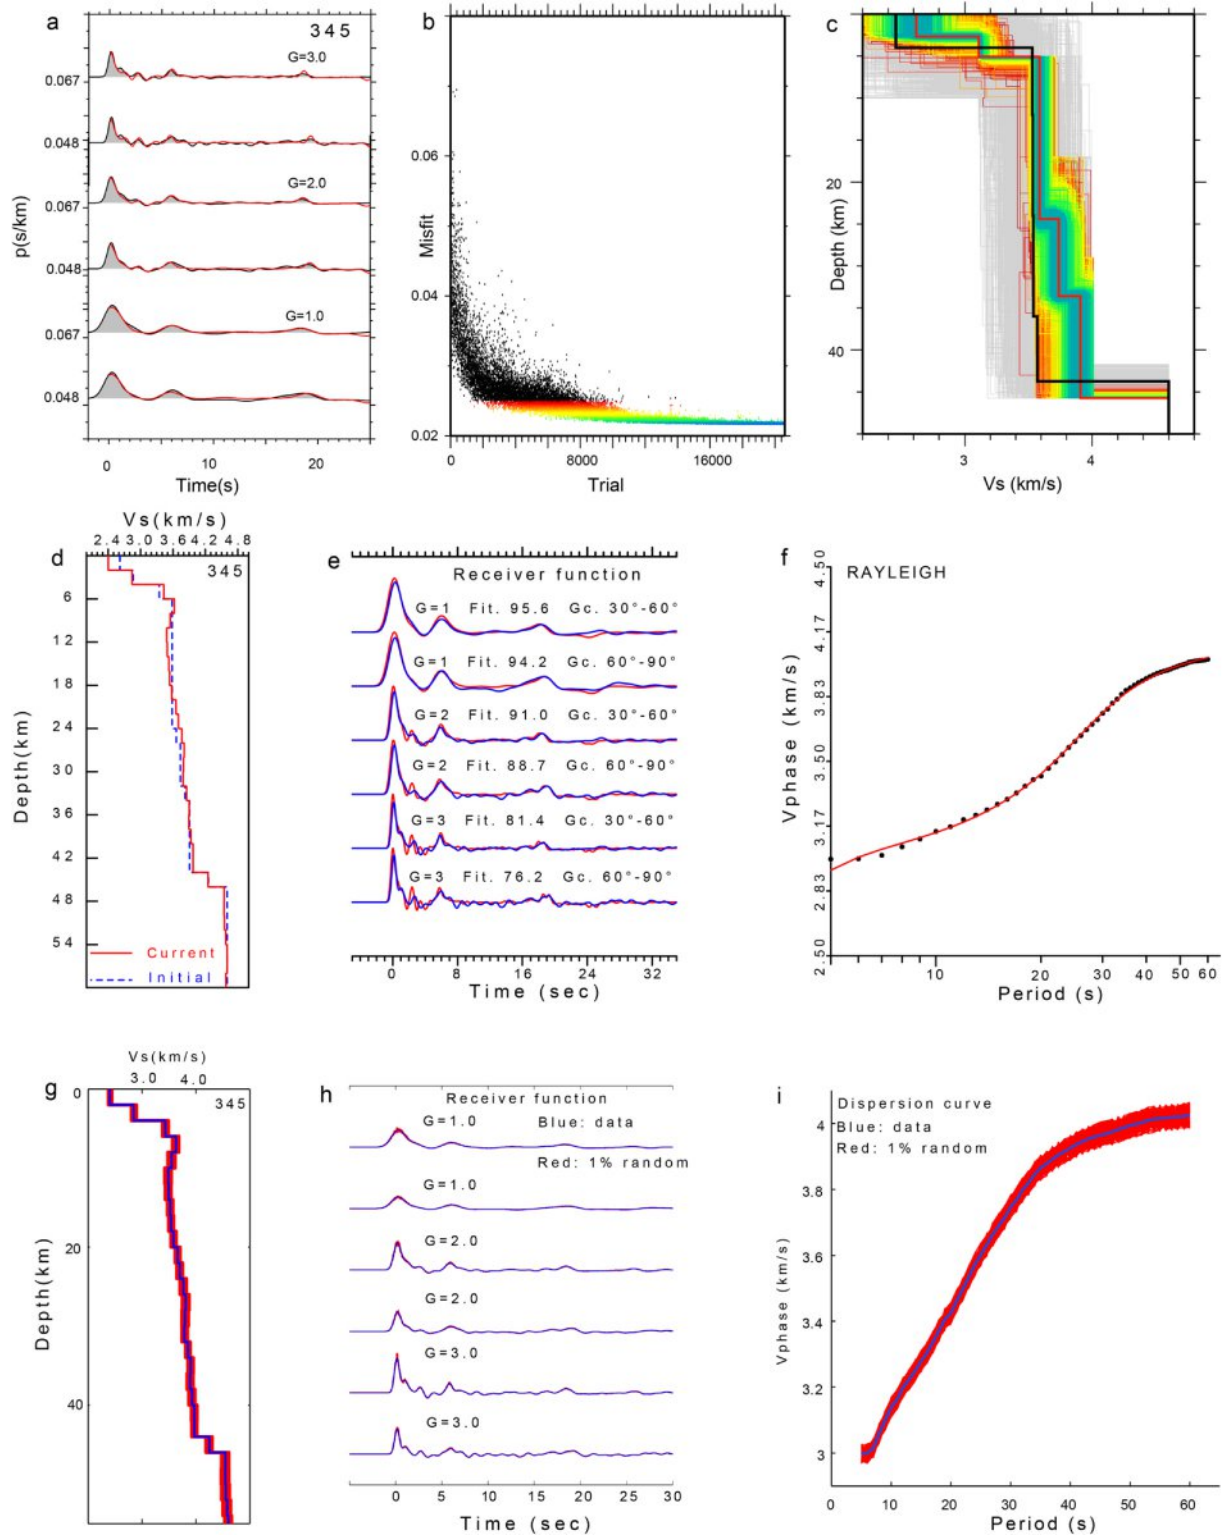 a
345
G=3.0
0.067
0.048
G=2.0
0.067
0.048
G=1.0
0.067
0.048
p(s/km)
0 10 20
Time(s)
b
Misfit
0.06
0.04
0.02
0 8000 16000
Trial
c
Depth (km)
20
40
3 4
Vs (km/s)
d
Vs(km/s)
2.4 3.0 3.6 4.2 4.8
345
Depth(km)
6
12
18
24
30
36
42
48
54
Current
Initial
e
Receiver function
G=1 Fit. 95.6 Gc. 30°-60°
G=1 Fit. 94.2 Gc. 60°-90°
G=2 Fit. 91.0 Gc. 30°-60°
G=2 Fit. 88.7 Gc. 60°-90°
G=3 Fit. 81.4 Gc. 30°-60°
G=3 Fit. 76.2 Gc. 60°-90°
0 8 16 24 32
Time (sec)
f
RAYLEIGH
Vphase (km/s)
4.50
4.17
3.83
3.50
3.17
2.83
2.50
2.5 10 20 30 40 50 60
Period (s)
g
Vs(km/s)
3.0 4.0
345
Depth(km)
0
20
40
h
Receiver function
G=1.0
Blue: data
Red: 1% random
G=1.0
G=2.0
G=2.0
G=3.0
G=3.0
0 5 10 15 20 25 30
Time (sec)
i
Dispersion curve
Blue: data
Red: 1% random
Vphase (km/s)
4
3.8
3.6
3.4
3.2
3
0 10 20 30 40 50 60
Period (s)